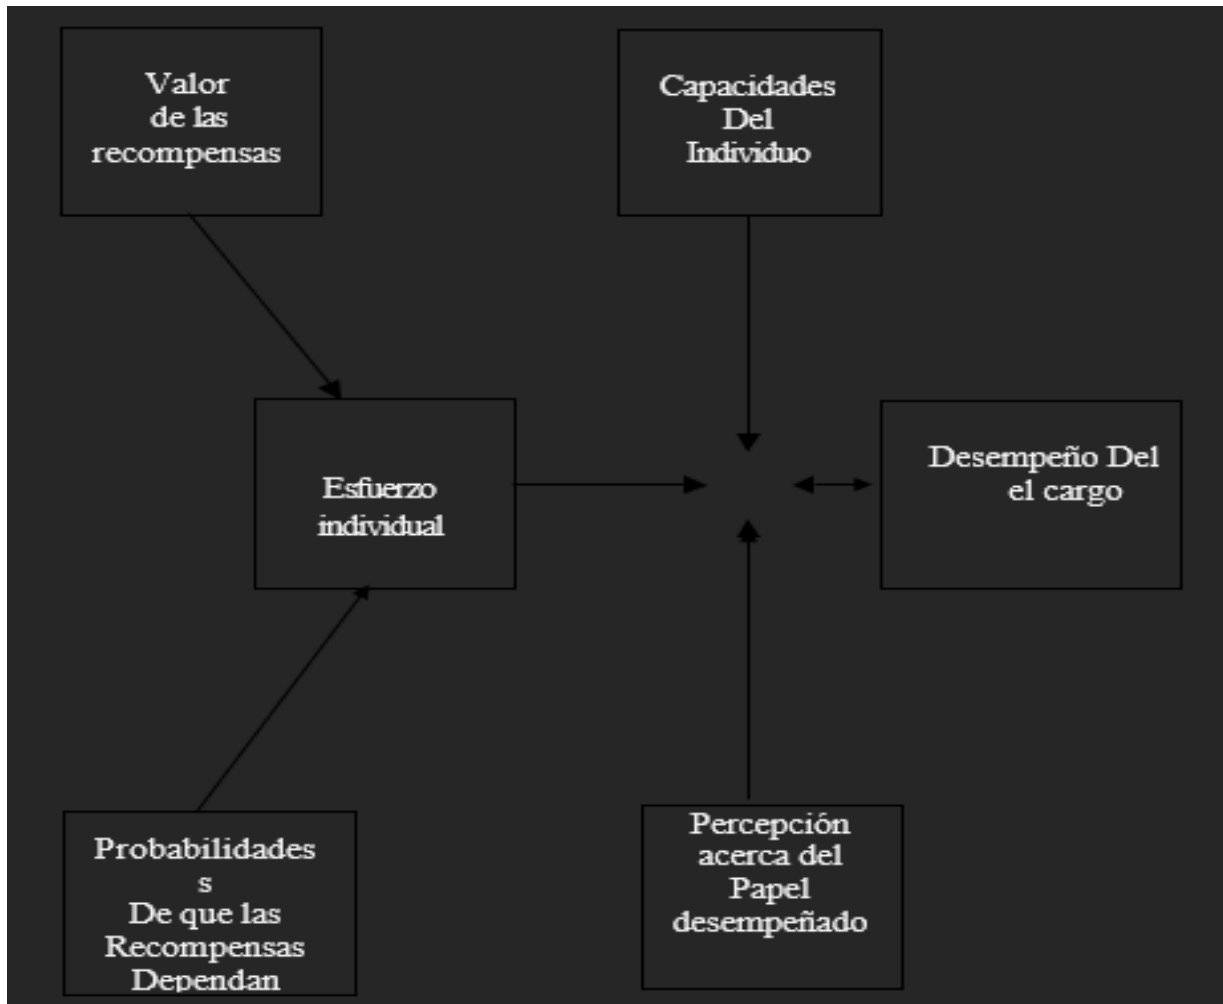 Valor
de las
recompensas
Capacidades
Del
Individuo
Esfuerzo
individual
Desempeño Del
el cargo
Probabilidades
s
De que las
Recompensas
Dependan
Percepción
acerca del
Papel
desempeñado